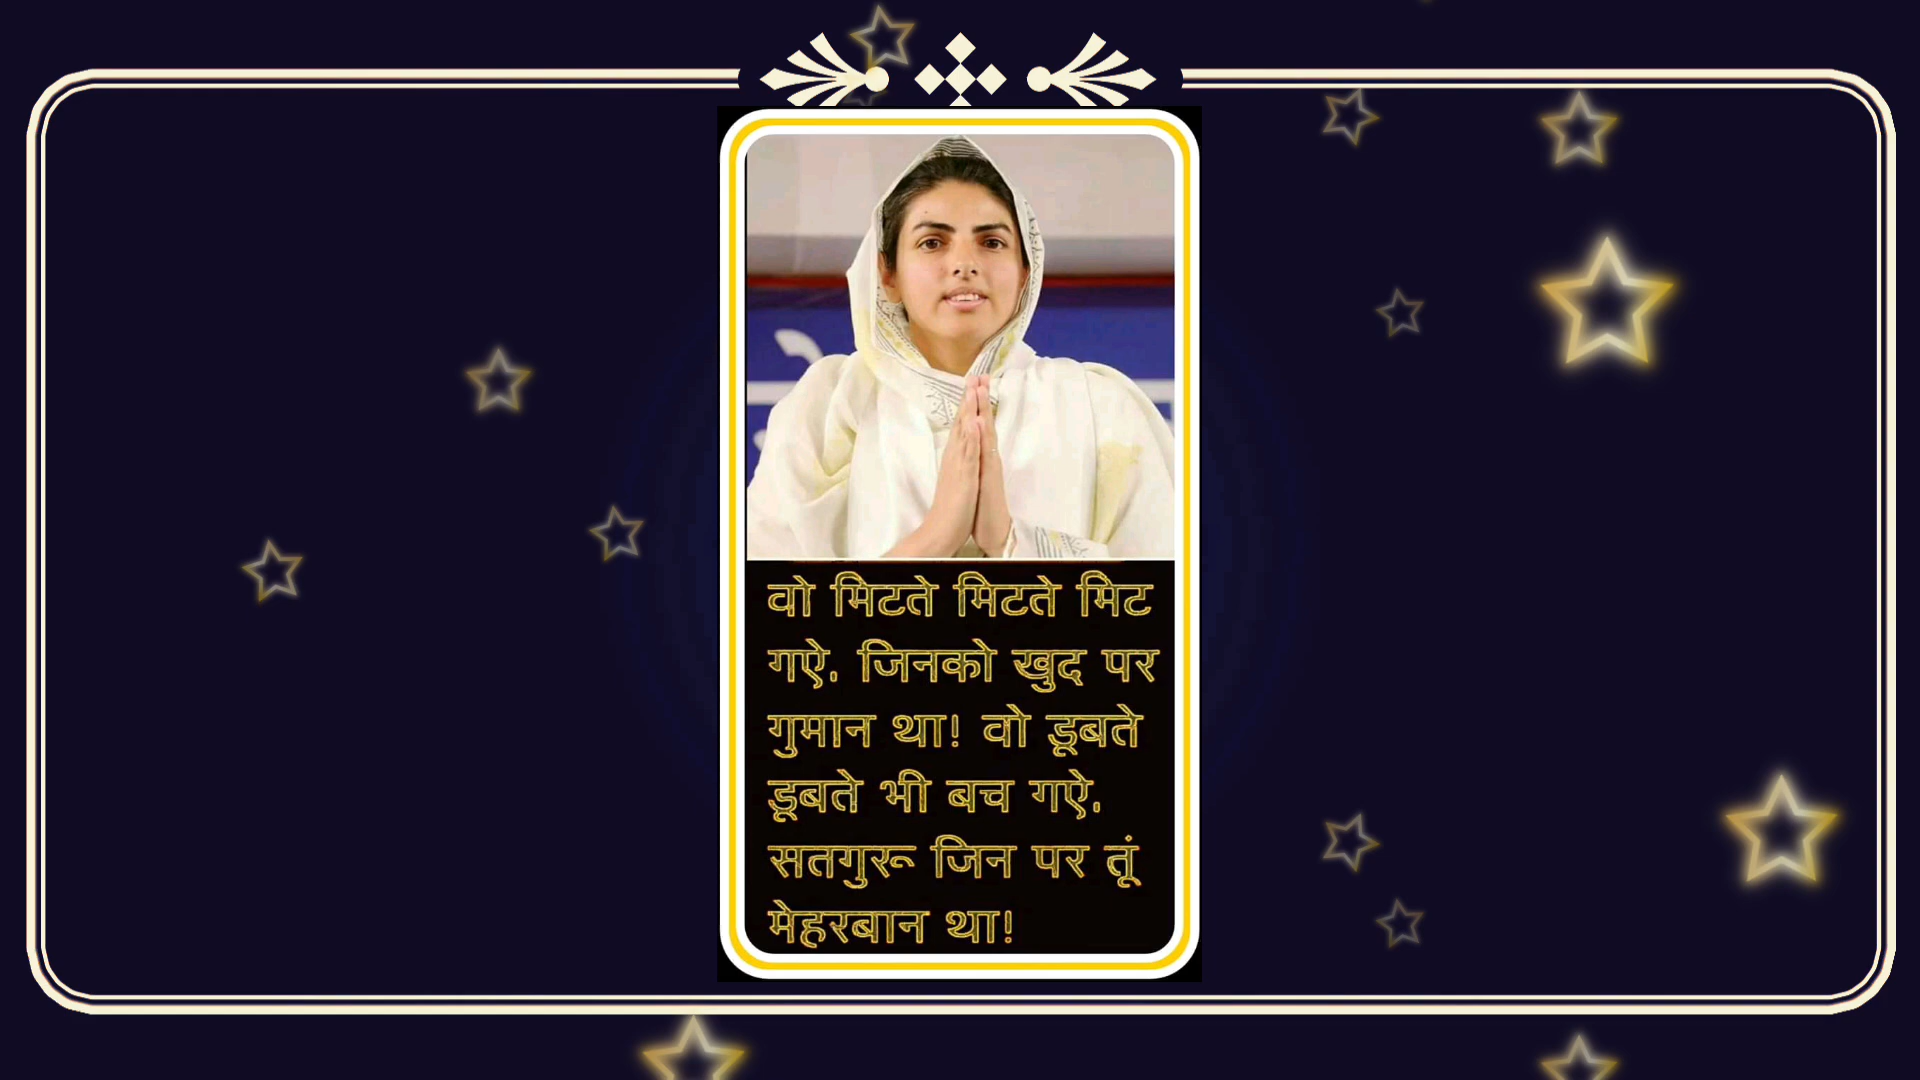 वो मिटते मिटते मिट
गऐ. जिनको खुद पर
गुमान था! वो डूबते
डूबते भी बच गऐ.
सतगुरू जिन पर तूं
मेहरबान था!